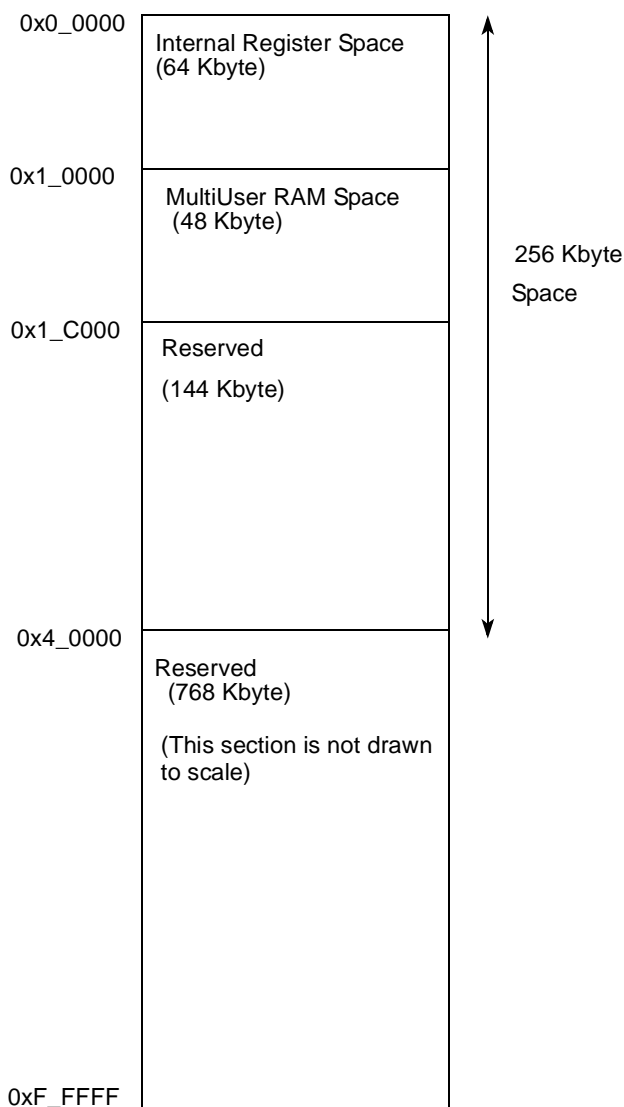 0x0_0000
Internal Register Space
(64 Kbyte)
0x1_0000
MultiUser RAM Space
(48 Kbyte)
256 Kbyte
Space
0x1_C000
Reserved
(144 Kbyte)
0x4_0000
Reserved
(768 Kbyte)
(This section is not drawn
to scale)
0xF_FFFF